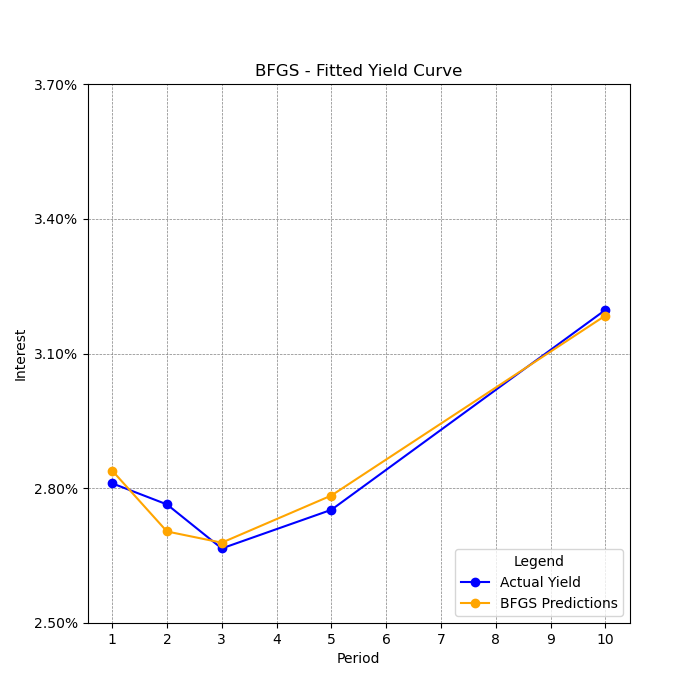 BFGS - Fitted Yield Curve
3.70%
3.40%
3.10%
2.80%
2.50%
Interest
1 2 3 4 5 6 7 8 9 10
Period
Legend
Actual Yield
BFGS Predictions